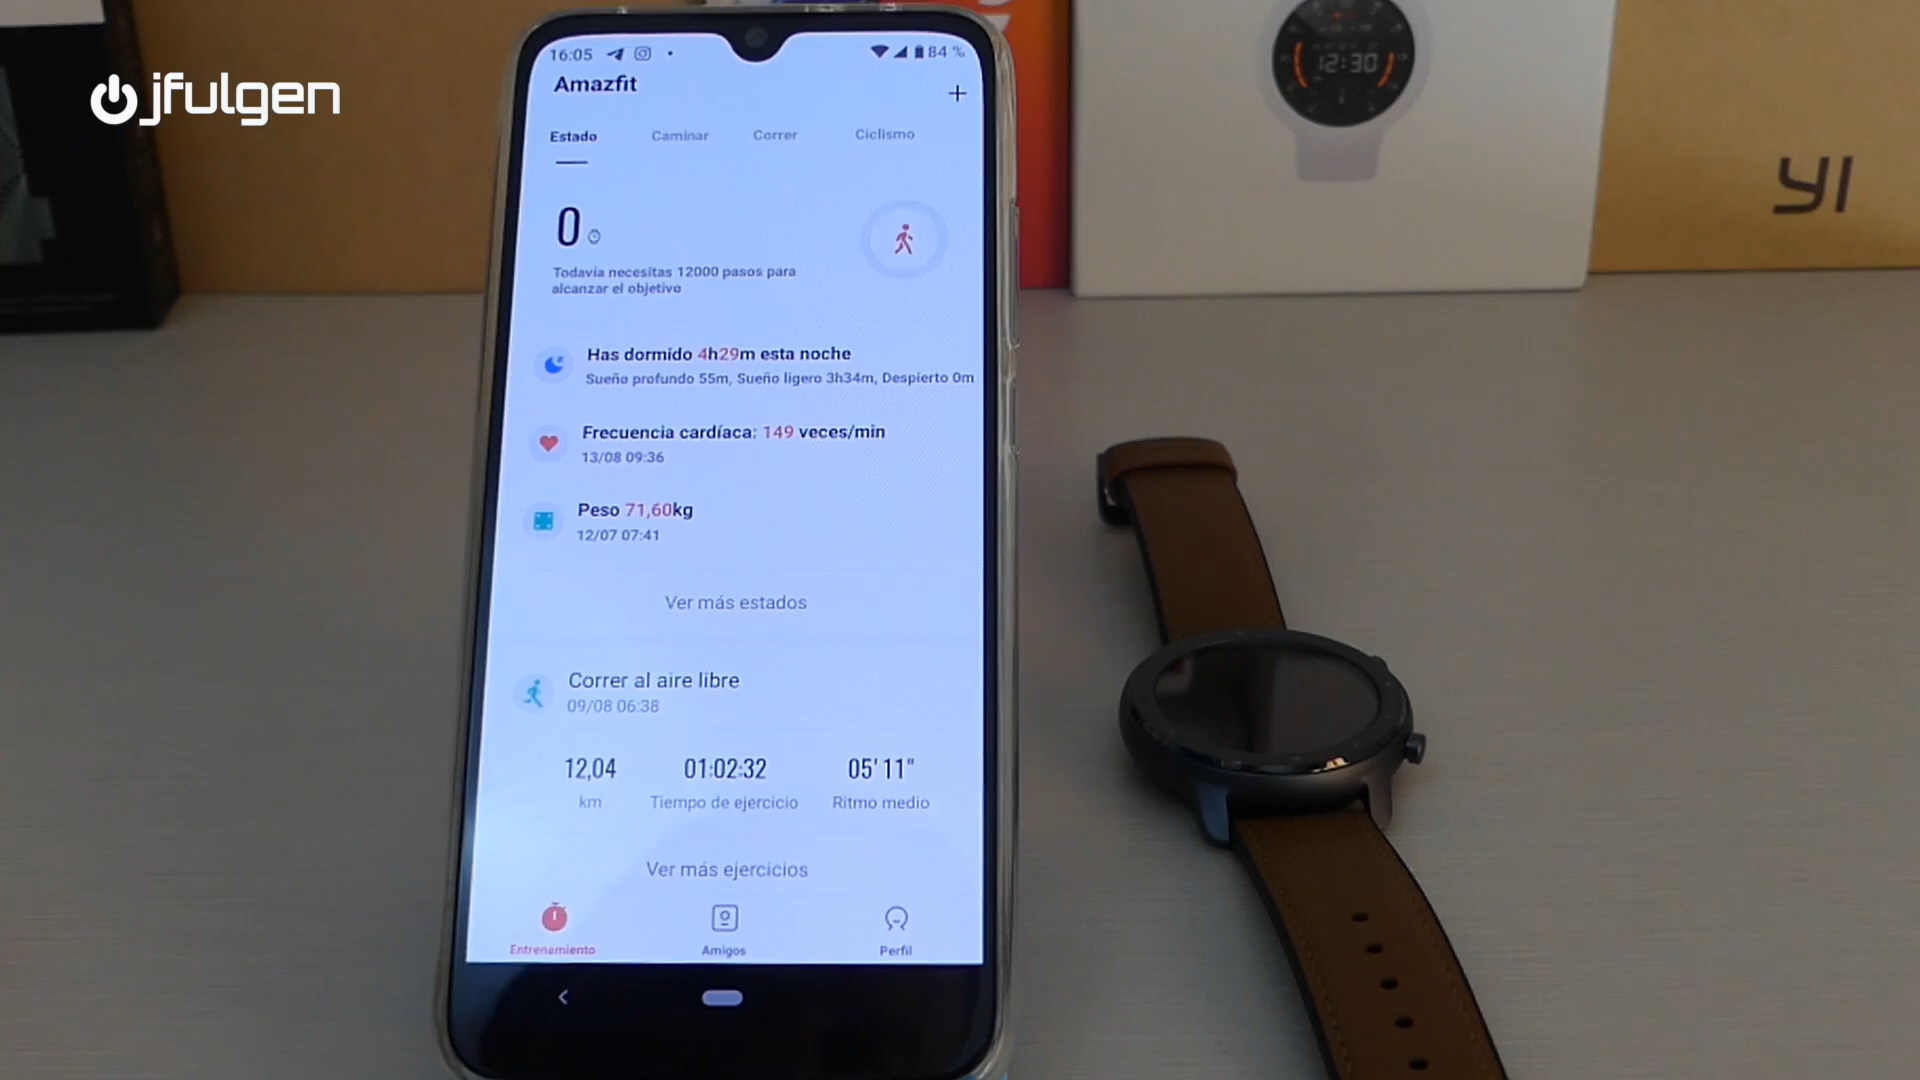 jfulgen
16:05 84 %
Amazfit
Estado Caminar Correr Ciclismo
0
Todavía necesitas 12000 pasos para
alcanzar el objetivo
Has dormido 4h29m esta noche
Sueño profundo 55m, Sueño ligero 3h34m, Despierto 0m
Frecuencia cardíaca: 149 veces/min
13/08 09:36
Peso 71,60kg
12/07 07:41
Ver más estados
Correr al aire libre
09/08 06:38
12,04 01:02:32 05'11"
km Tiempo de ejercicio Ritmo medio
Ver más ejercicios
Entrenamiento Amigos Perfil
12:30
YI